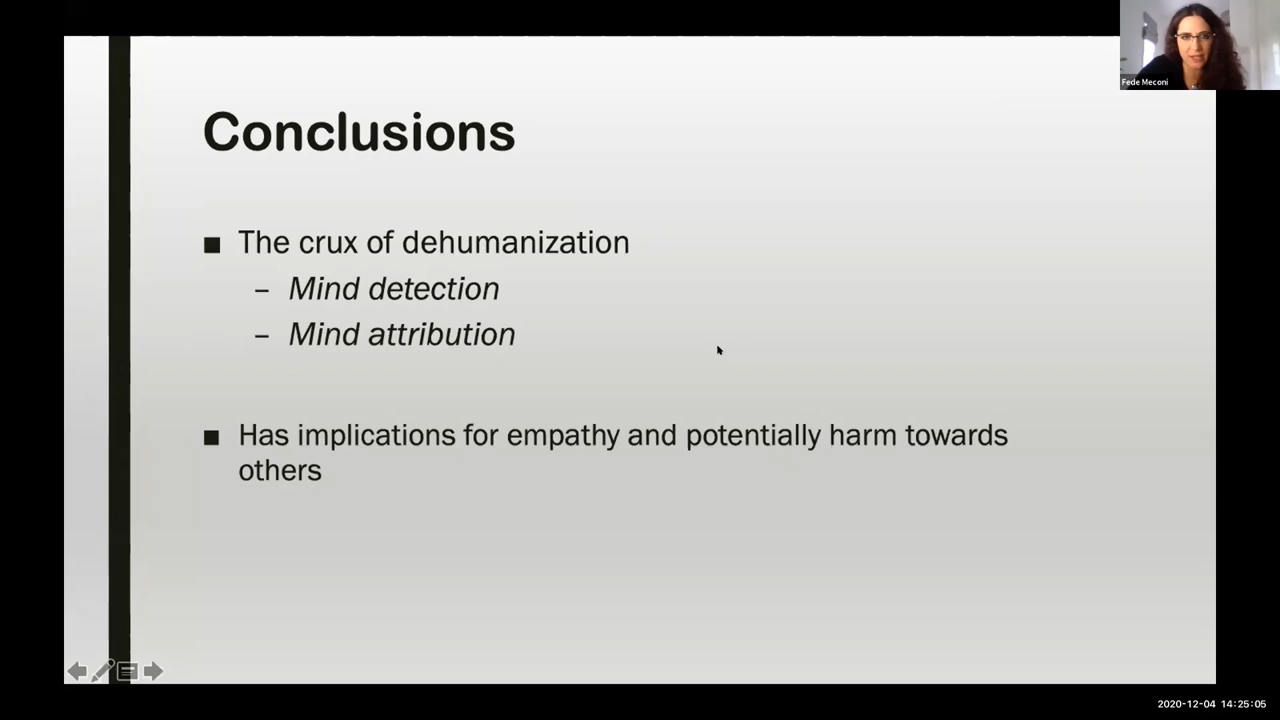 Fede Meconi
Conclusions
■ The crux of dehumanization
– Mind detection
– Mind attribution
■ Has implications for empathy and potentially harm towards
others
2020-12-04 14:25:05